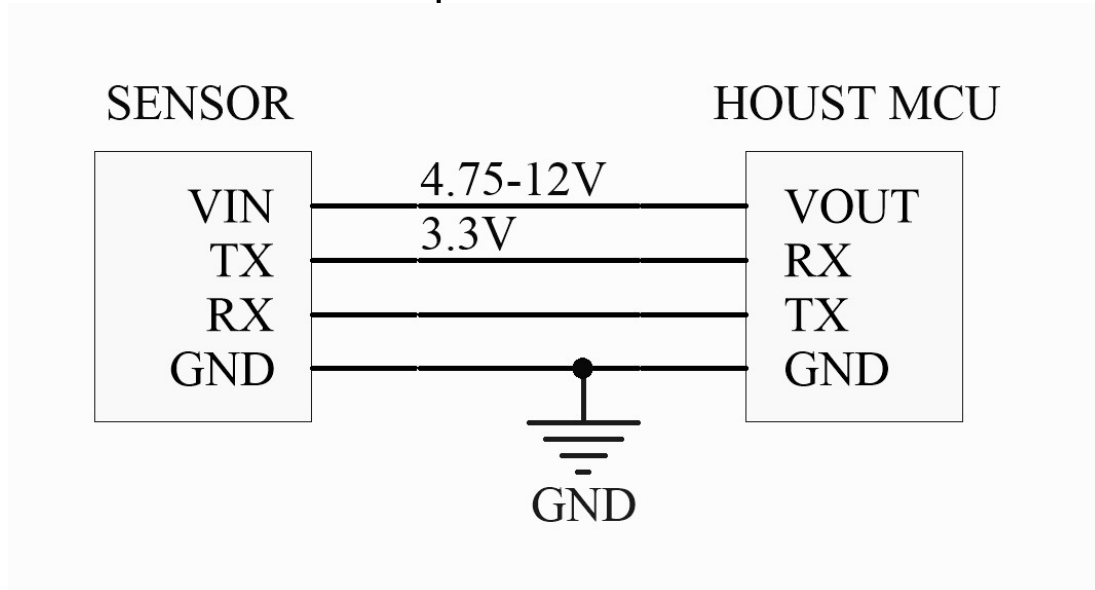 SENSOR
HOUST MCU
4.75-12V
VIN
VOUT
3.3V
TX
RX
RX
TX
GND
GND
GND